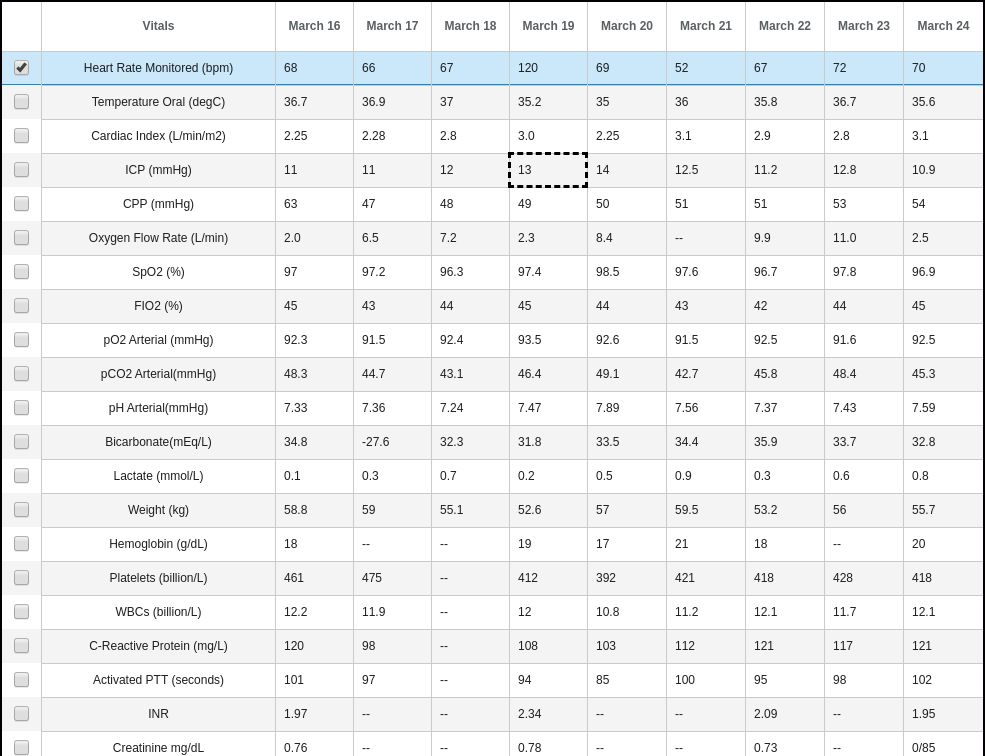 Vitals March 16 March 17 March 18 March 19 March 20 March 21 March 22 March 23 March 24
Heart Rate Monitored (bpm) 68 66 67 120 69 52 67 72 70
Temperature Oral (degC) 36.7 36.9 37 35.2 35 36 35.8 36.7 35.6
Cardiac Index (L/min/m2) 2.25 2.28 2.8 3.0 2.25 3.1 2.9 2.8 3.1
ICP (mmHg) 11 11 12 13 14 12.5 11.2 12.8 10.9
CPP (mmHg) 63 47 48 49 50 51 51 53 54
Oxygen Flow Rate (L/min) 2.0 6.5 7.2 2.3 8.4 -- 9.9 11.0 2.5
SpO2 (%) 97 97.2 96.3 97.4 98.5 97.6 96.7 97.8 96.9
FIO2 (%) 45 43 44 45 44 43 42 44 45
pO2 Arterial (mmHg) 92.3 91.5 92.4 93.5 92.6 91.5 92.5 91.6 92.5
pCO2 Arterial(mmHg) 48.3 44.7 43.1 46.4 49.1 42.7 45.8 48.4 45.3
pH Arterial(mmHg) 7.33 7.36 7.24 7.47 7.89 7.56 7.37 7.43 7.59
Bicarbonate(mEq/L) 34.8 -27.6 32.3 31.8 33.5 34.4 35.9 33.7 32.8
Lactate (mmol/L) 0.1 0.3 0.7 0.2 0.5 0.9 0.3 0.6 0.8
Weight (kg) 58.8 59 55.1 52.6 57 59.5 53.2 56 55.7
Hemoglobin (g/dL) 18 -- -- 19 17 21 18 -- 20
Platelets (billion/L) 461 475 -- 412 392 421 418 428 418
WBCs (billion/L) 12.2 11.9 -- 12 10.8 11.2 12.1 11.7 12.1
C-Reactive Protein (mg/L) 120 98 -- 108 103 112 121 117 121
Activated PTT (seconds) 101 97 -- 94 85 100 95 98 102
INR 1.97 -- -- 2.34 -- -- 2.09 -- 1.95
Creatinine mg/dL 0.76 -- -- 0.78 -- -- 0.73 -- 0/85